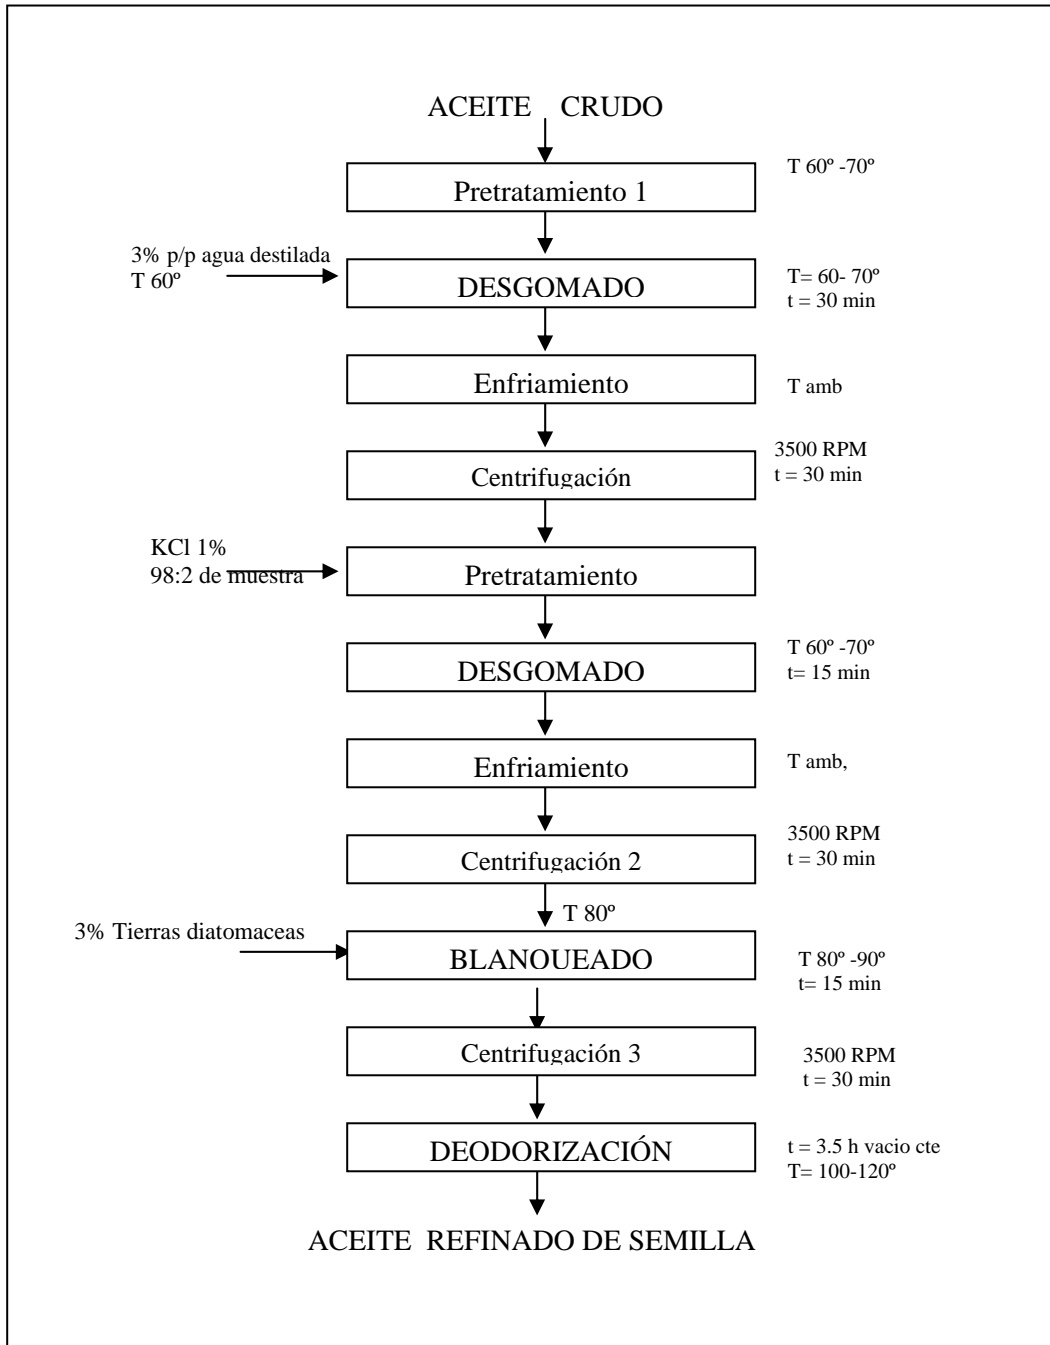 ACEITE CRUDO
T 60º -70º
Pretratamiento 1
3% p/p agua destilada
T 60º
DESGOMADO
T= 60- 70º
t = 30 min
Enfriamiento
T amb
3500 RPM
t = 30 min
Centrifugación
KCl 1%
98:2 de muestra
Pretratamiento
T 60º -70º
t= 15 min
DESGOMADO
Enfriamiento
T amb,
3500 RPM
t = 30 min
Centrifugación 2
T 80º
3% Tierras diatomaceas
BLANQUEADO
T 80º -90º
t= 15 min
Centrifugación 3
3500 RPM
t = 30 min
DEODORIZACIÓN
t = 3.5 h vacio cte
T= 100-120º
ACEITE REFINADO DE SEMILLA